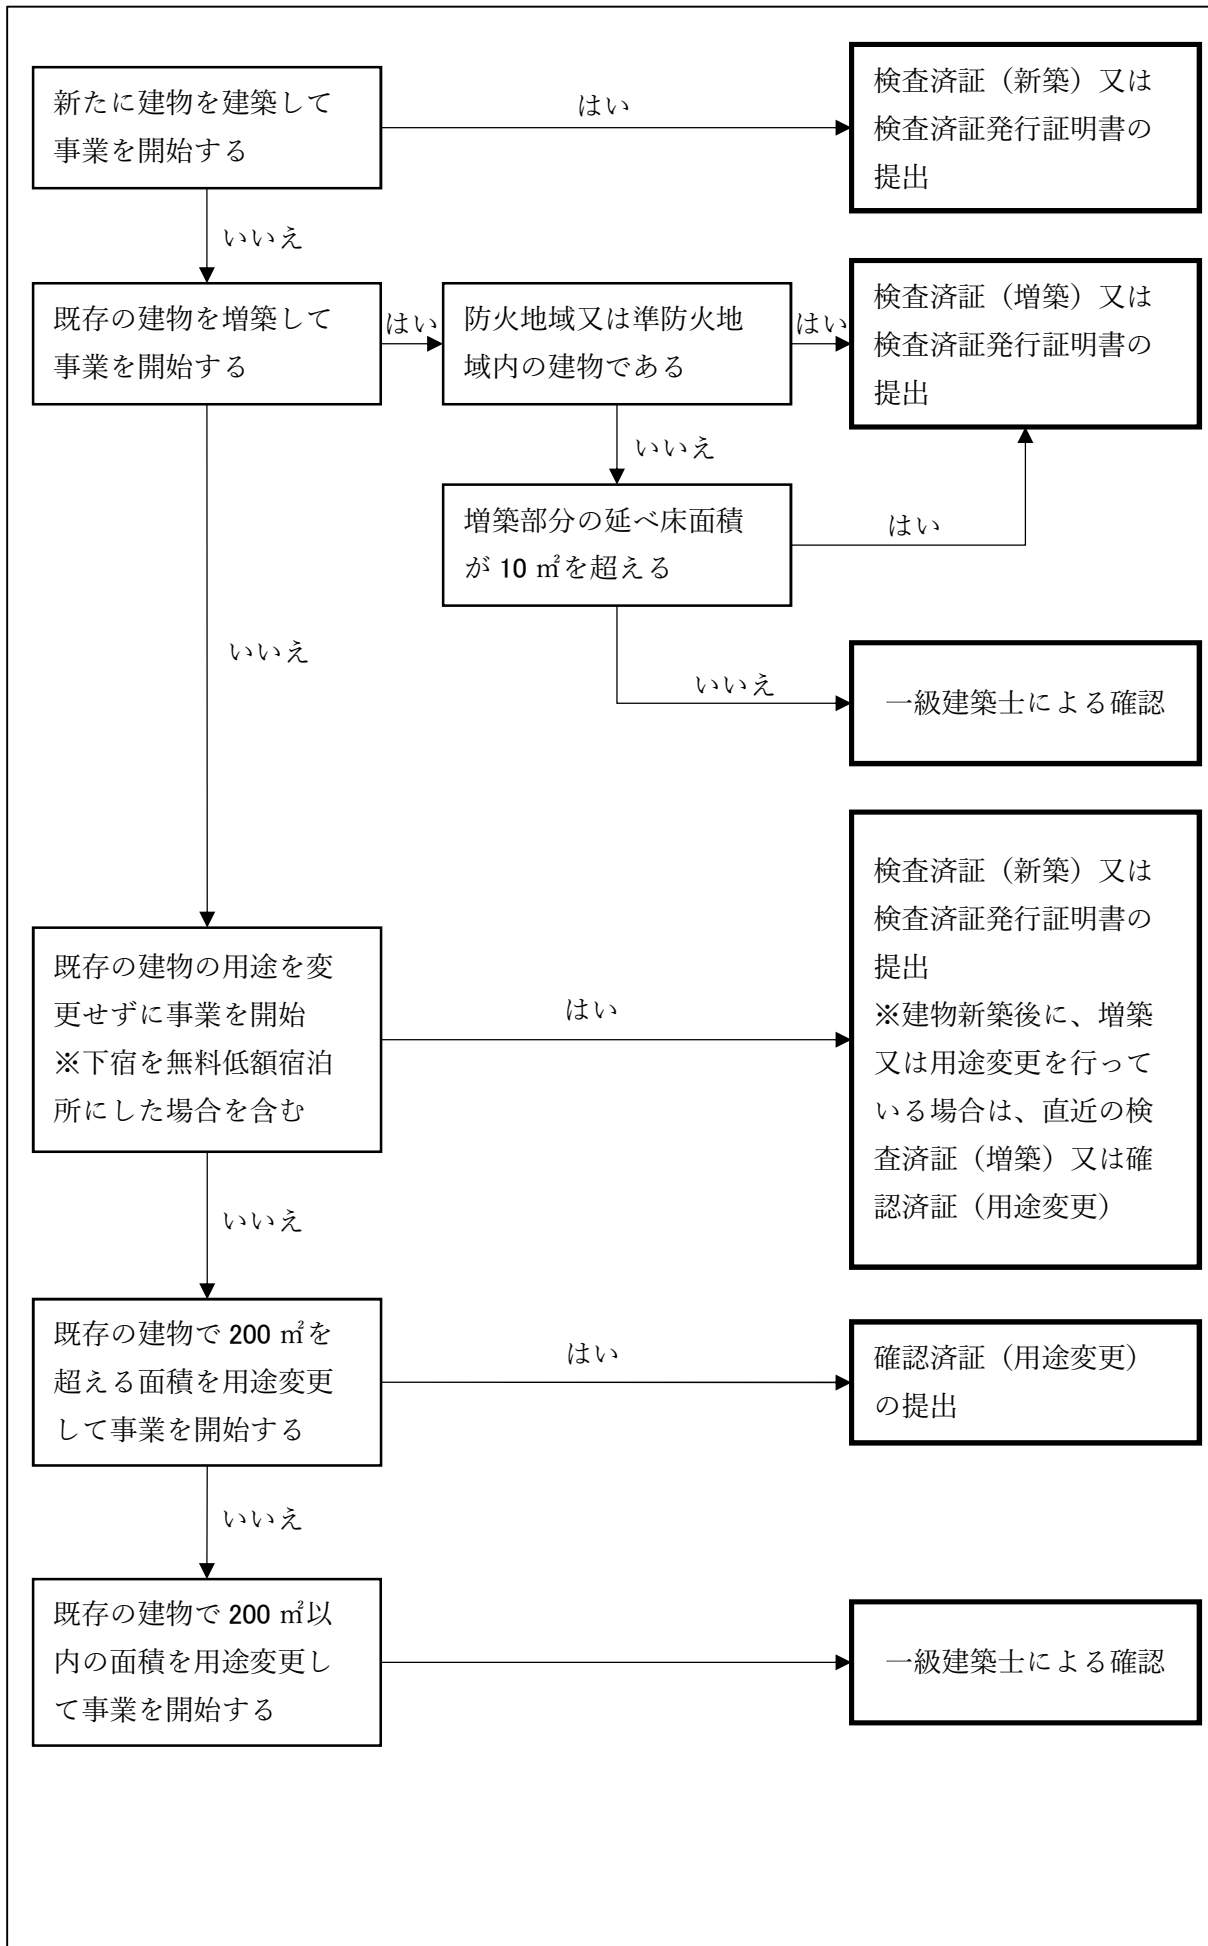 新たに建物を建築して
事業を開始する
はい
検査済証（新築）又は
検査済証発行証明書の
提出
いいえ
既存の建物を増築して
事業を開始する
はい
防火地域又は準防火地
域内の建物である
はい
検査済証（増築）又は
検査済証発行証明書の
提出
いいえ
増築部分の延べ床面積
が 10 ㎡を超える
はい
いいえ
いいえ
一級建築士による確認
既存の建物の用途を変
更せずに事業を開始
※下宿を無料低額宿泊
所にした場合を含む
はい
検査済証（新築）又は
検査済証発行証明書の
提出
※建物新築後に、増築
又は用途変更を行って
いる場合は、直近の検
査済証（増築）又は確
認済証（用途変更）
いいえ
既存の建物で 200 ㎡を
超える面積を用途変更
して事業を開始する
はい
確認済証（用途変更）
の提出
いいえ
既存の建物で 200 ㎡以
内の面積を用途変更し
て事業を開始する
一級建築士による確認